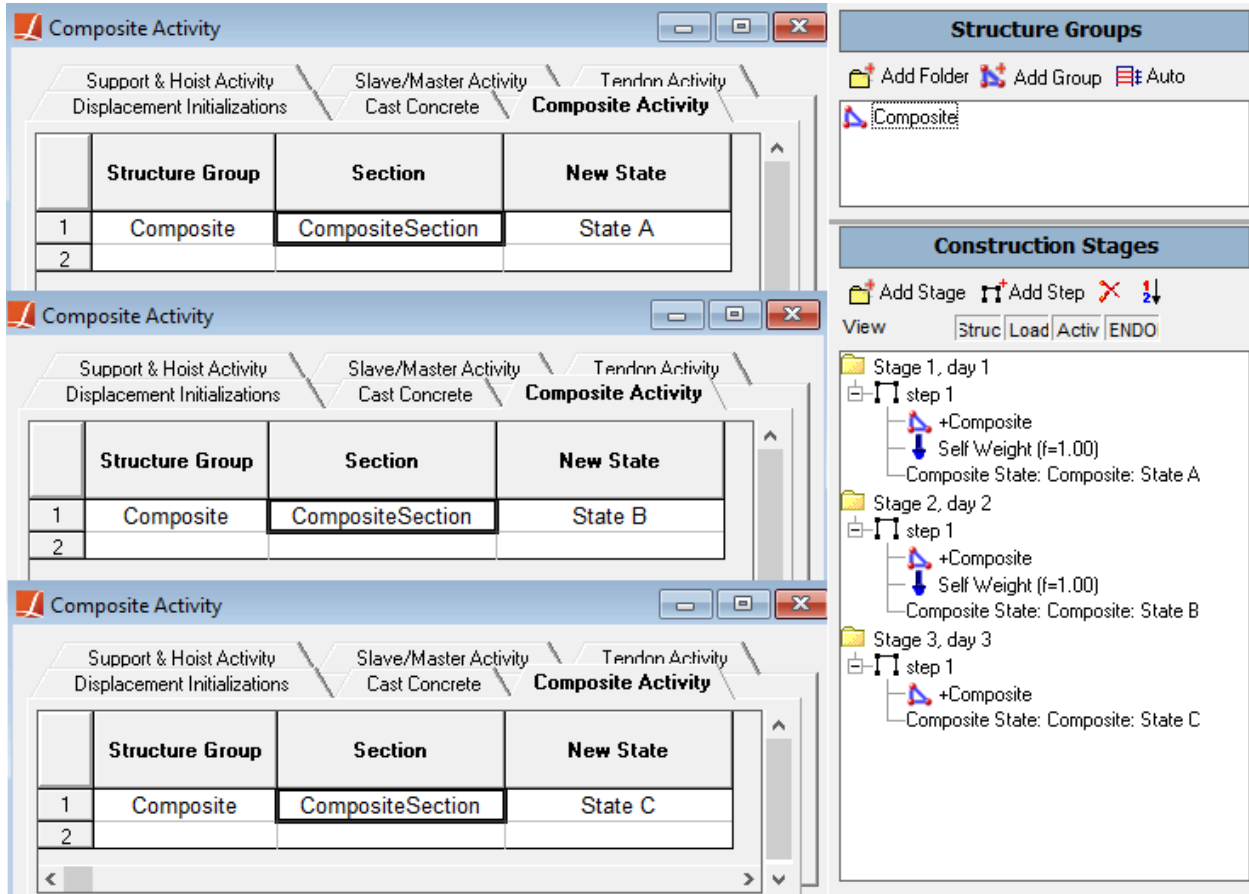 Composite Activity
Support & Hoist Activity Slave/Master Activity Tendon Activity
Displacement Initializations Cast Concrete Composite Activity
Structure Group Section New State
1 Composite CompositeSection State A
2
Composite Activity
Support & Hoist Activity Slave/Master Activity Tendon Activity
Displacement Initializations Cast Concrete Composite Activity
Structure Group Section New State
1 Composite CompositeSection State B
2
Composite Activity
Support & Hoist Activity Slave/Master Activity Tendon Activity
Displacement Initializations Cast Concrete Composite Activity
Structure Group Section New State
1 Composite CompositeSection State C
2
Structure Groups
Add Folder Add Group Auto
Composite
Construction Stages
Add Stage Add Step
View Struc Load Activ ENDO
Stage 1, day 1
step 1
+Composite
Self Weight (f=1.00)
Composite State: Composite: State A
Stage 2, day 2
step 1
+Composite
Self Weight (f=1.00)
Composite State: Composite: State B
Stage 3, day 3
step 1
+Composite
Composite State: Composite: State C